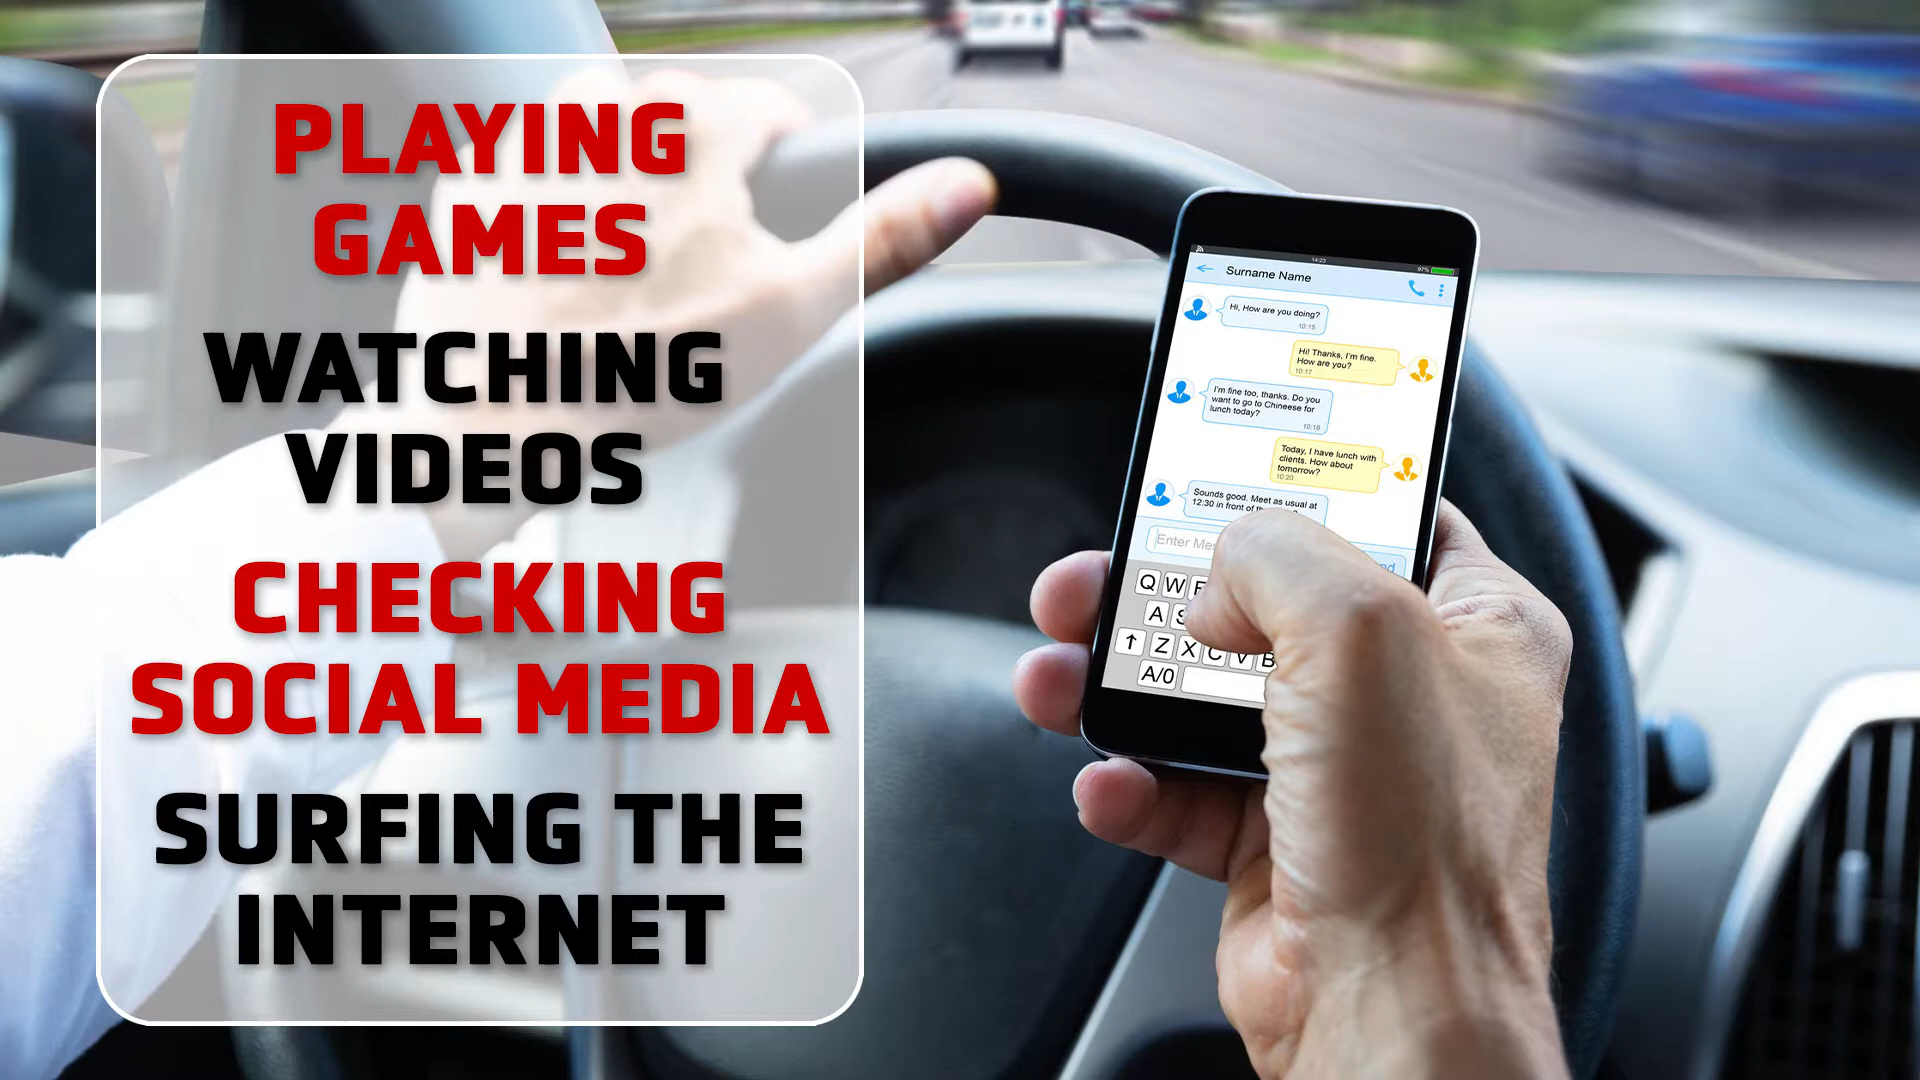 PLAYING
GAMES
WATCHING
VIDEOS
CHECKING
SOCIAL MEDIA
SURFING THE
INTERNET
14:23
97%
Surname Name
Hi, How are you doing?
10:15
Hi! Thanks, I'm fine.
How are you?
10:17
I'm fine too, thanks. Do you
want to go to Chineese for
lunch today?
10:18
Today, I have lunch with
clients. How about
tomorrow?
10:20
Sounds good. Meet as usual at
12:30 in front of
Enter
Q W
A
Z X C V B
A/0